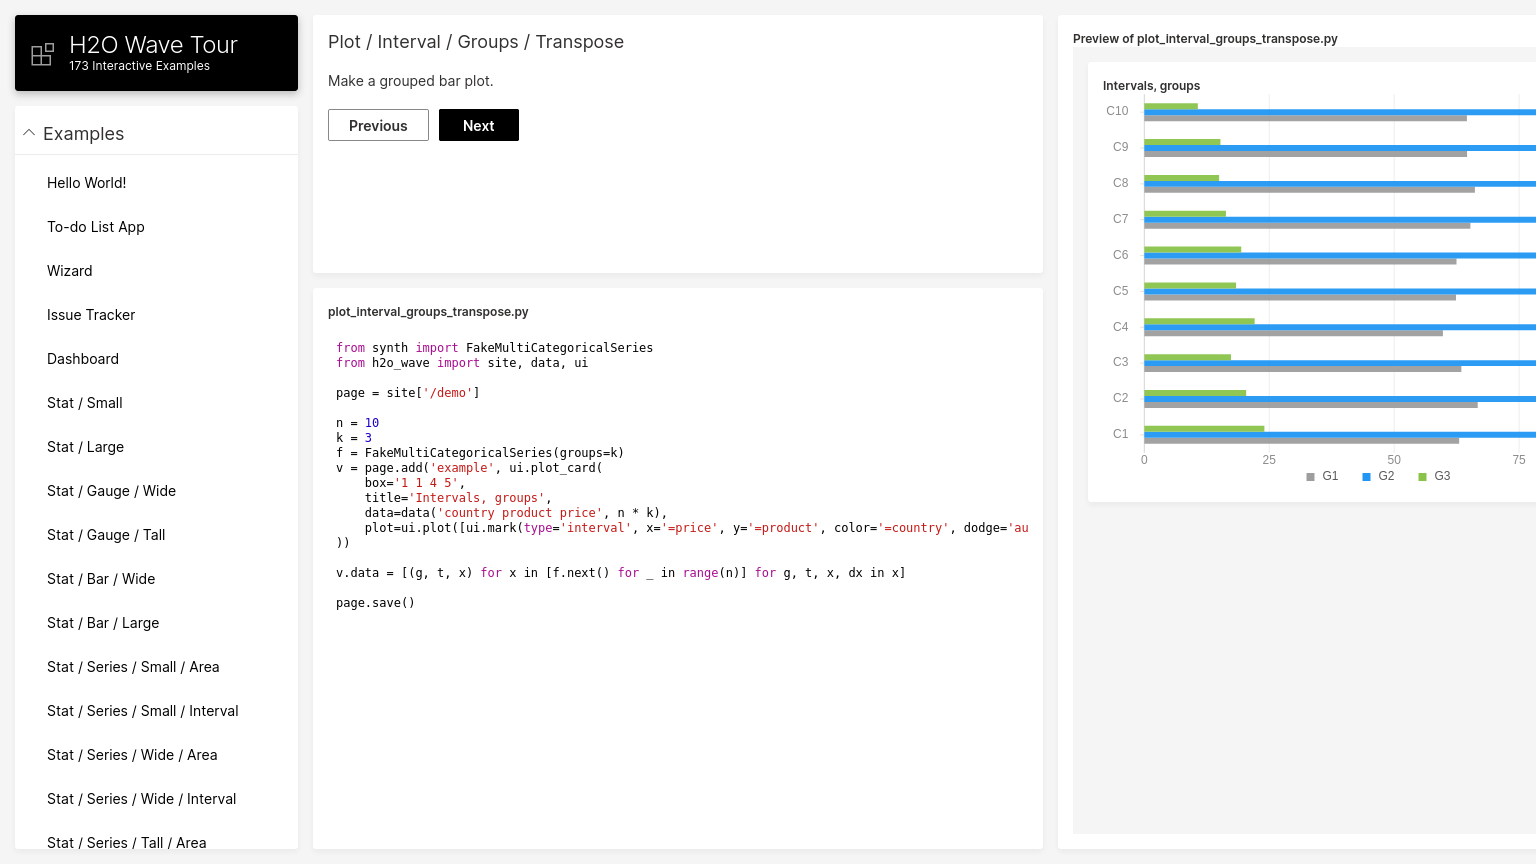 H2O Wave Tour
173 Interactive Examples
Examples
Hello World!
To-do List App
Wizard
Issue Tracker
Dashboard
Stat / Small
Stat / Large
Stat / Gauge / Wide
Stat / Gauge / Tall
Stat / Bar / Wide
Stat / Bar / Large
Stat / Series / Small / Area
Stat / Series / Small / Interval
Stat / Series / Wide / Area
Stat / Series / Wide / Interval
Stat / Series / Tall / Area
Plot / Interval / Groups / Transpose
Make a grouped bar plot.
Previous Next
plot_interval_groups_transpose.py
from synth import FakeMultiCategoricalSeries
from h2o_wave import site, data, ui
page = site['/demo']
n = 10
k = 3
f = FakeMultiCategoricalSeries(groups=k)
v = page.add('example', ui.plot_card(
    box='1 1 4 5',
    title='Intervals, groups',
    data=data('country product price', n * k),
    plot=ui.plot([ui.mark(type='interval', x='=price', y='=product', color='=country', dodge='au
))
v.data = [(g, t, x) for x in [f.next() for _ in range(n)] for g, t, x, dx in x]
page.save()
Preview of plot_interval_groups_transpose.py
Intervals, groups
C10
C9
C8
C7
C6
C5
C4
C3
C2
C1
0 25 50 75
G1 G2 G3